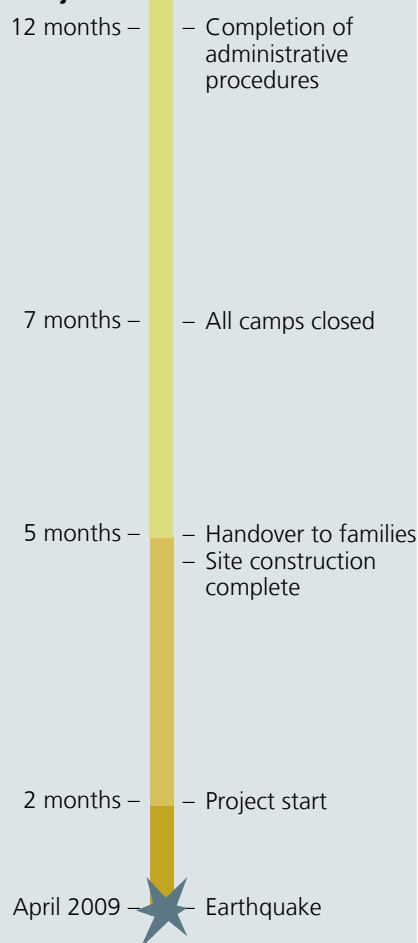 12 months – – Completion of
administrative
procedures
7 months – – All camps closed
5 months – – Handover to families
– Site construction
complete
2 months – – Project start
April 2009 – – Earthquake